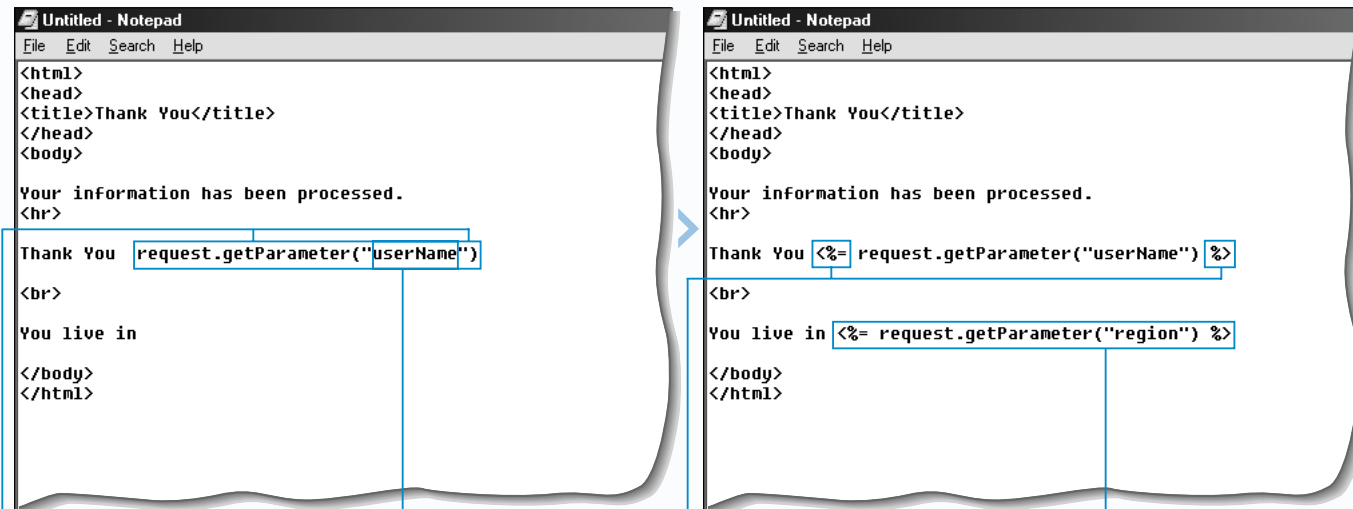 Untitled - Notepad
File Edit Search Help
<html>
<head>
<title>Thank You</title>
</head>
<body>
Your information has been processed.
<hr>
Thank You request.getParameter("userName")
<br>
You live in
</body>
</html>
Untitled - Notepad
File Edit Search Help
<html>
<head>
<title>Thank You</title>
</head>
<body>
Your information has been processed.
<hr>
Thank You <%= request.getParameter("userName") %>
<br>
You live in <%= request.getParameter("region") %>
</body>
</html>